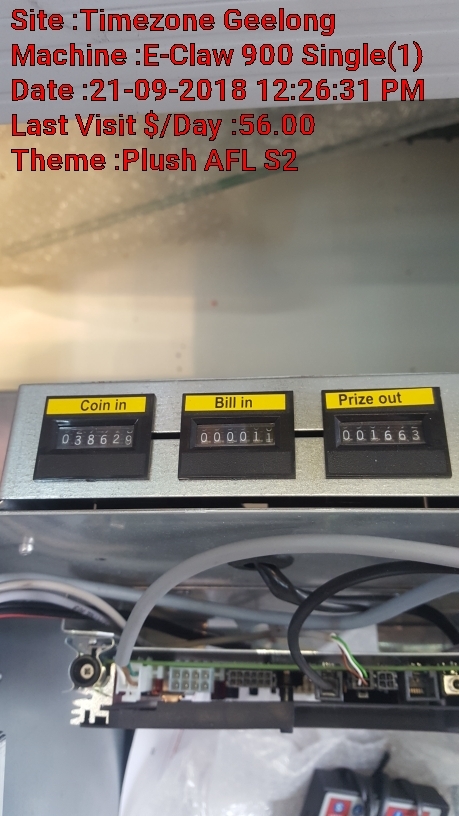 Site :Timezone Geelong
Machine :E-Claw 900 Single(1)
Date :21-09-2018 12:26:31 PM
Last Visit $/Day :56.00
Theme :Plush AFL S2
Coin in
Bill in
Prize out
038629
000011
001663